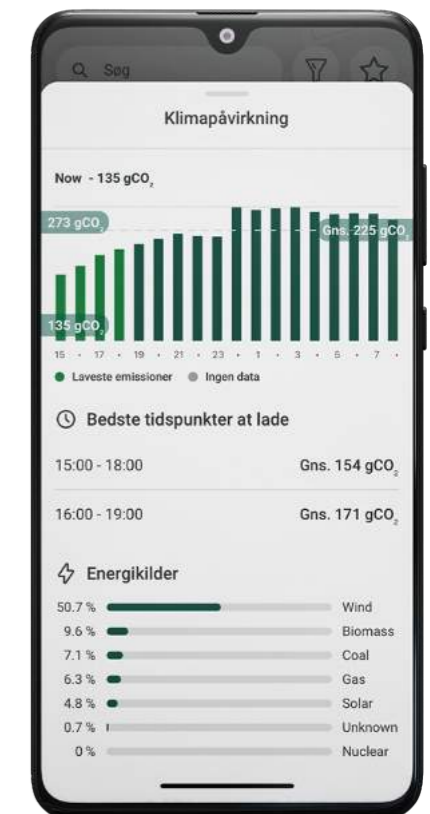 Søg
Klimapåvirkning
Now - 135 gCO₂
273 gCO₂
Gns. 225 gCO₂
135 gCO₂
15 · 17 · 19 · 21 · 23 · 1 · 3 · 5 · 7 ·
Laveste emissioner Ingen data
Bedste tidspunkter at lade
15:00 - 18:00 Gns. 154 gCO₂
16:00 - 19:00 Gns. 171 gCO₂
Energikilder
50.7 % Wind
9.6 % Biomass
7.1 % Coal
6.3 % Gas
4.8 % Solar
0.7 % Unknown
0 % Nuclear